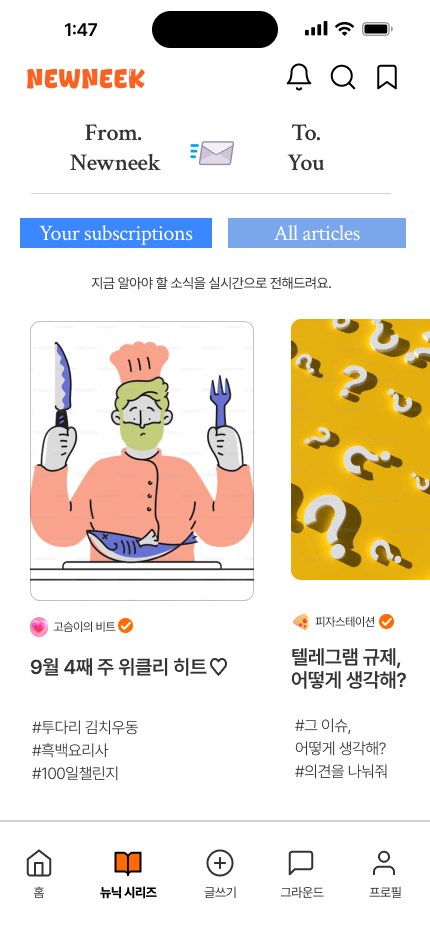 1:47
NEWNEEK
From.
Newneek
To.
You
Your subscriptions
All articles
지금 알아야 할 소식을 실시간으로 전해드려요.
고슴이의 비트
9월 4째 주 위클리 히트♡
#투다리 김치우동
#흑백요리사
#100일챌린지
피자스테이션
텔레그램 규제,
어떻게 생각해?
#그 이슈,
어떻게 생각해?
#의견을 나눠줘
홈
뉴닉 시리즈
글쓰기
그라운드
프로필